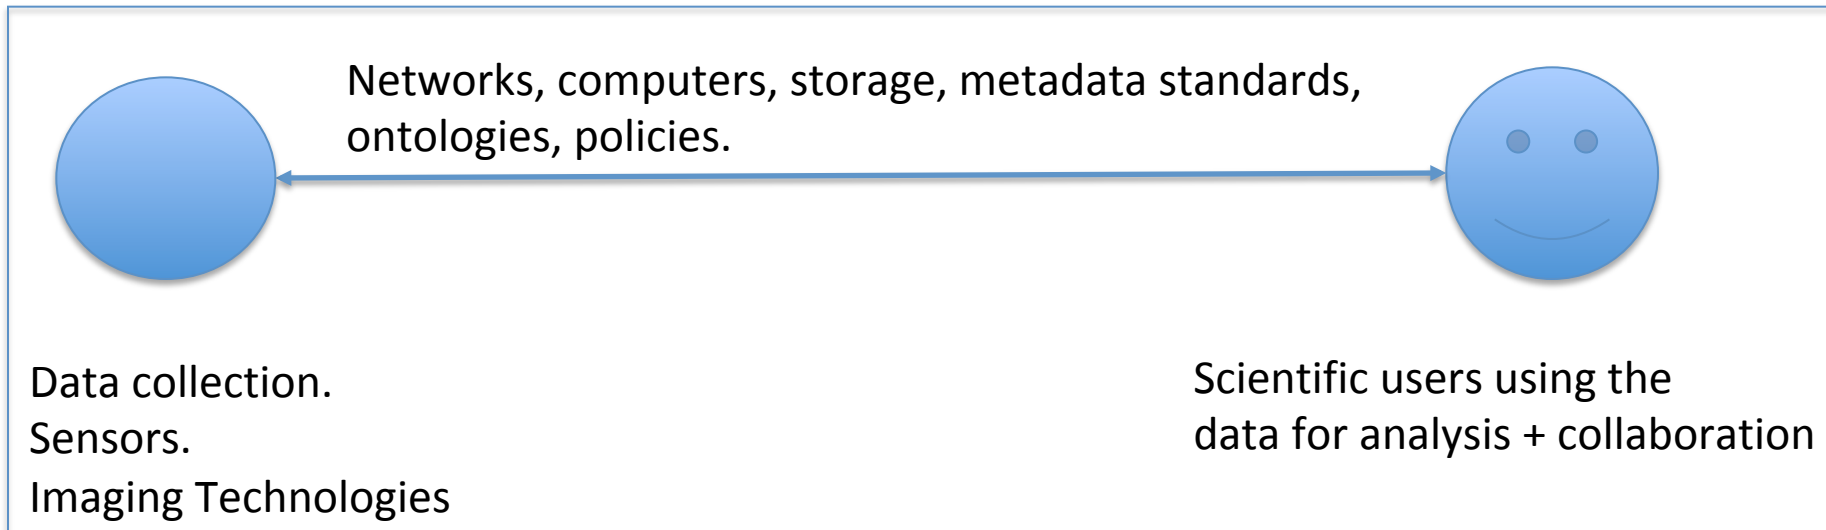 Networks, computers, storage, metadata standards,
ontologies, policies.
Data collection.
Sensors.
Imaging Technologies
Scientific users using the
data for analysis + collaboration